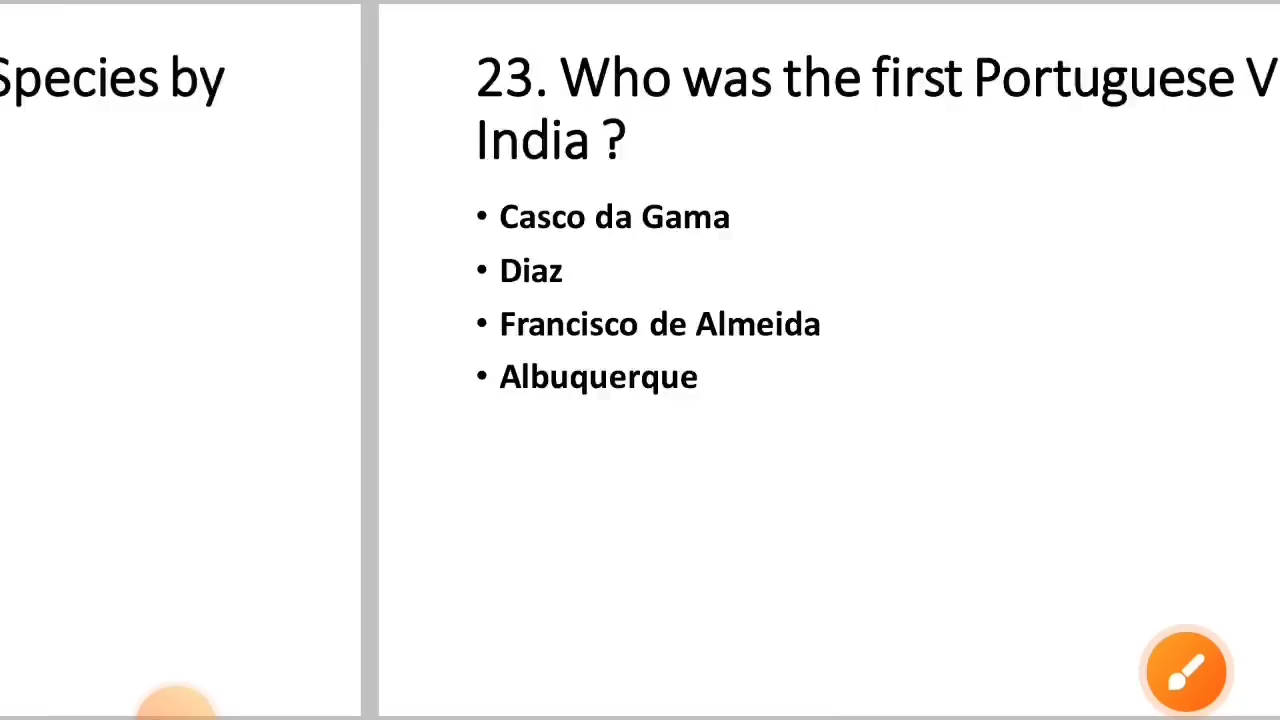 Species by
23. Who was the first Portuguese V
India ?
• Casco da Gama
• Diaz
• Francisco de Almeida
• Albuquerque